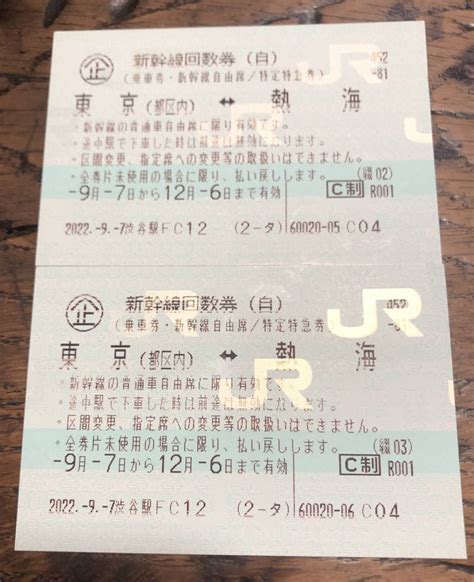 企 新幹線回数券（自） 452
（乗車券・新幹線自由席／特定特急券） -81
東京（都区内）↔ 熱海
・新幹線の普通車自由席に限り有効です。
・途中駅で下車した時は前途は無効になります。
・区間変更、指定席への変更等の取扱いはできません。
・全券片未使用の場合に限り、払い戻しします。 02)
-9月-7日から12月-6日まで有効 C制 R001
2022.-9.-7渋谷駅FC12 (2-タ) 60020-05 C04
JR
企 新幹線回数券（自） 452
（乗車券・新幹線自由席／特定特急券） -81
東京（都区内）↔ 熱海
・新幹線の普通車自由席に限り有効です。
・途中駅で下車した時は前途は無効になります。
・区間変更、指定席への変更等の取扱いはできません。
・全券片未使用の場合に限り、払い戻しします。 03)
-9月-7日から12月-6日まで有効 C制 R001
2022.-9.-7渋谷駅FC12 (2-タ) 60020-06 C04
JR